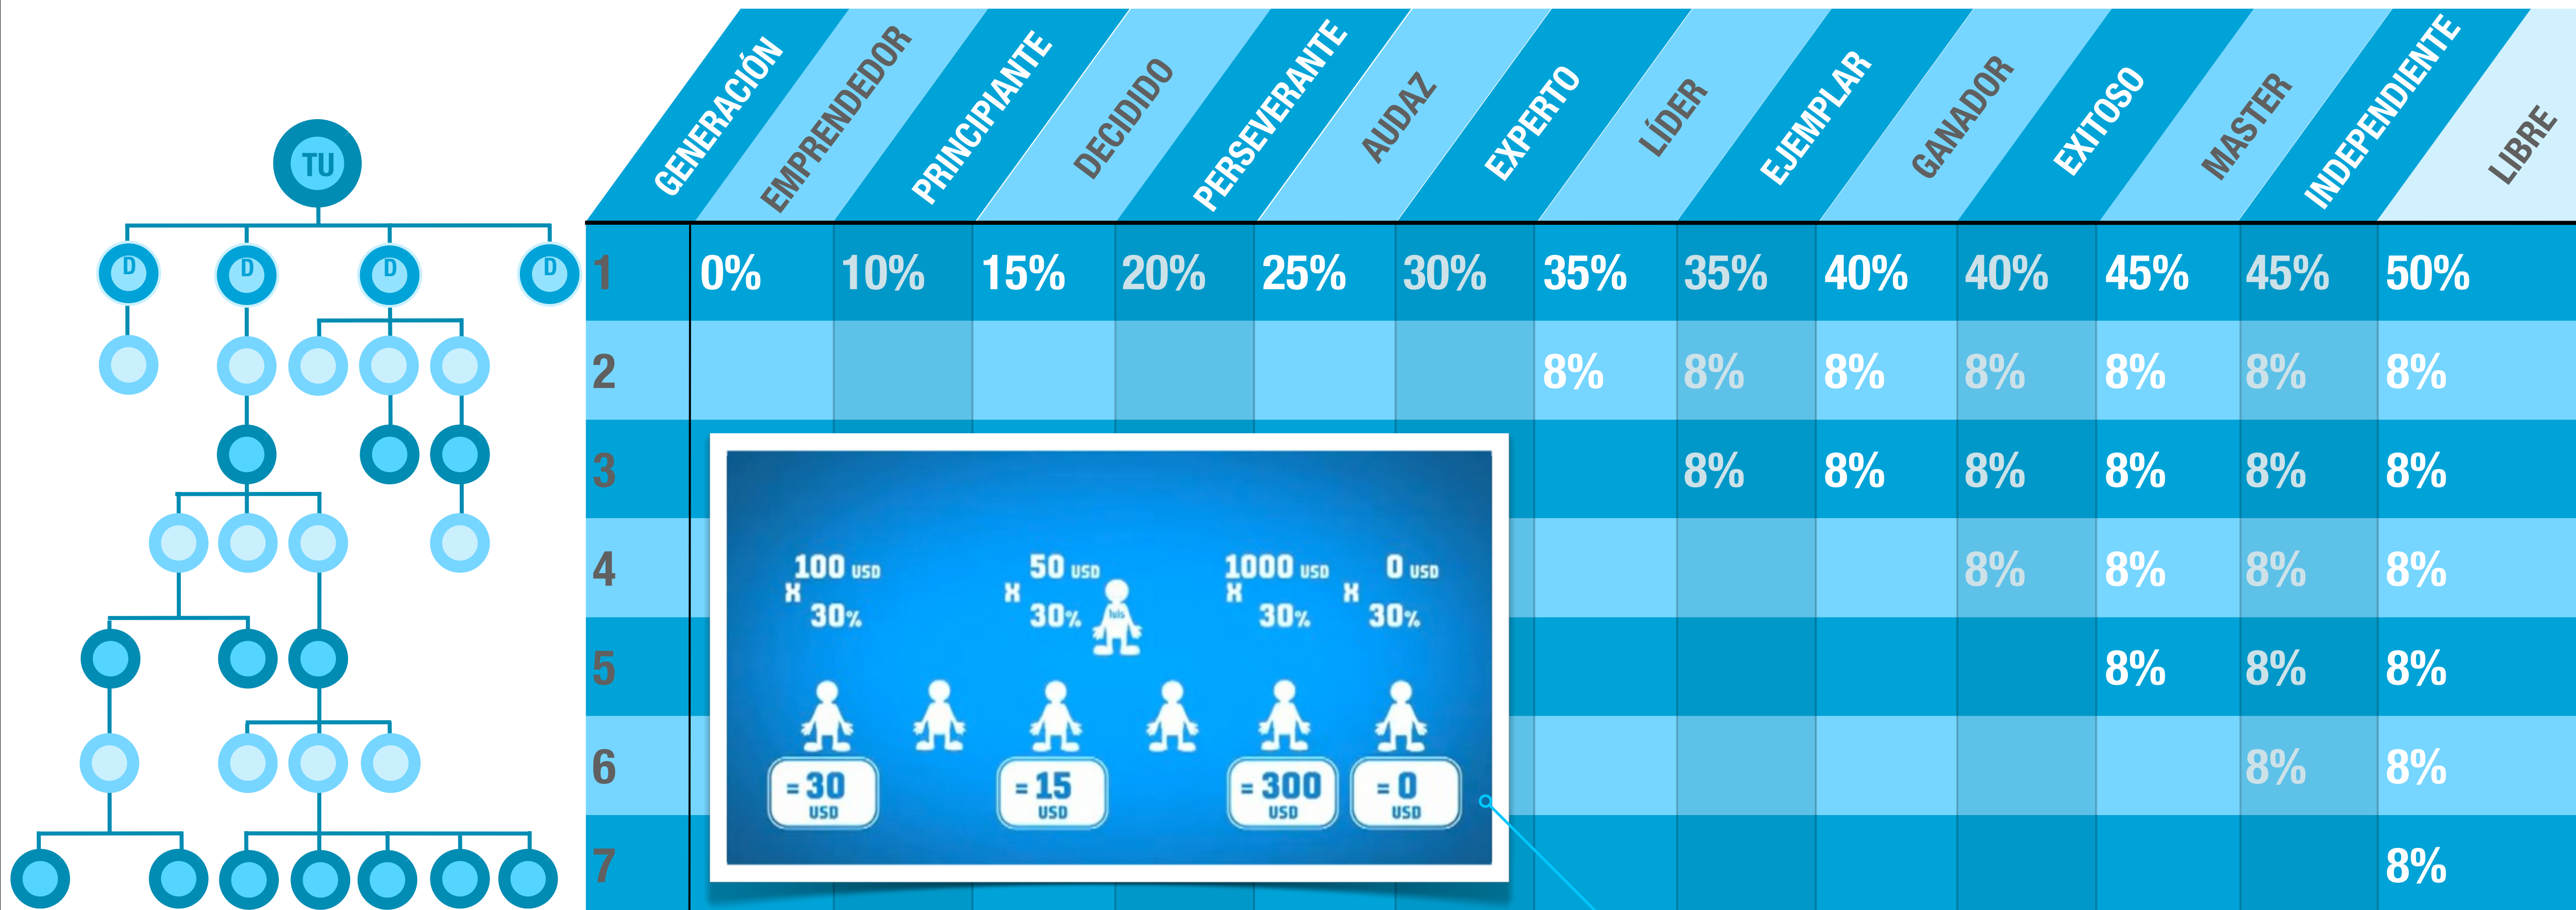 GENERACIÓN EMPRENDEDOR PRINCIPIANTE DECIDIDO PERSEVERANTE AUDAZ EXPERTO LÍDER EJEMPLAR GANADOR EXITOSO MASTER INDEPENDIENTE LIBRE
TU
D D D D
1 0% 10% 15% 20% 25% 30% 35% 35% 40% 40% 45% 45% 50%
2 8% 8% 8% 8% 8% 8% 8%
3 8% 8% 8% 8% 8% 8%
4 8% 8% 8% 8%
5 8% 8% 8%
6 8% 8%
7 8%
100 USD 50 USD 1000 USD 0 USD
X X X X
30% 30% 30% 30%
luis
= 30 = 15 = 300 = 0
USD USD USD USD